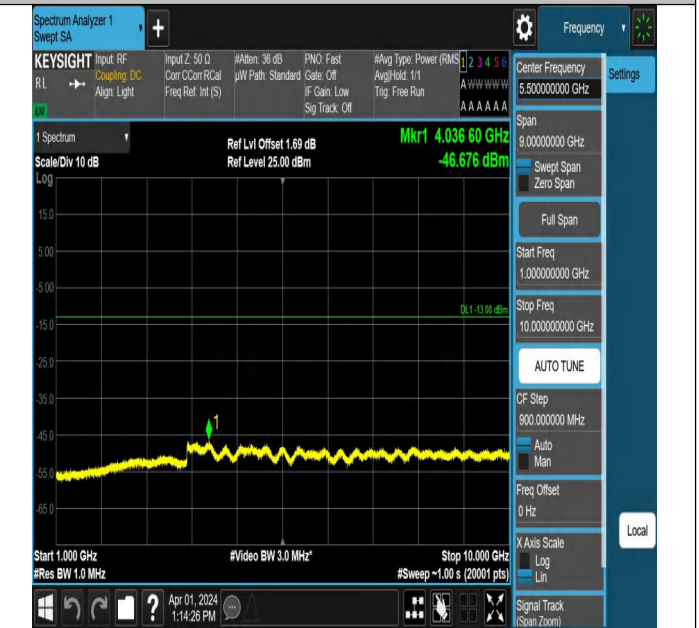 Spectrum Analyzer 1
Swept SA
+
Frequency
KEYSIGHT
RL
Input: RF
Coupling: DC
Align: Light
Input Z: 50 Ω
Corr CCorr RCal
Freq Ref: Int (S)
#Atten: 36 dB
µW Path: Standard
PNO: Fast
Gate: Off
IF Gain: Low
Sig Track: Off
#Avg Type: Power (RMS
Avg|Hold: 1/1
Trig: Free Run
1 2 3 4 5 6
A W W W W W
A A A A A A
1 Spectrum
Scale/Div 10 dB
Log
Ref Lvl Offset 1.69 dB
Ref Level 25.00 dBm
Mkr1 4.036 60 GHz
-46.676 dBm
15.0
5.00
-5.00
-15.0
-25.0
-35.0
-45.0
-55.0
-65.0
DL1 -13.00 dBm
1
Start 1.000 GHz
#Res BW 1.0 MHz
#Video BW 3.0 MHz*
Stop 10.000 GHz
#Sweep ~1.00 s (20001 pts)
?
Apr 01, 2024
1:14:26 PM
Center Frequency
5.500000000 GHz
Settings
Span
9.00000000 GHz
Swept Span
Zero Span
Full Span
Start Freq
1.000000000 GHz
Stop Freq
10.000000000 GHz
AUTO TUNE
CF Step
900.000000 MHz
Auto
Man
Freq Offset
0 Hz
X Axis Scale
Log
Lin
Local
Signal Track
(Span Zoom)